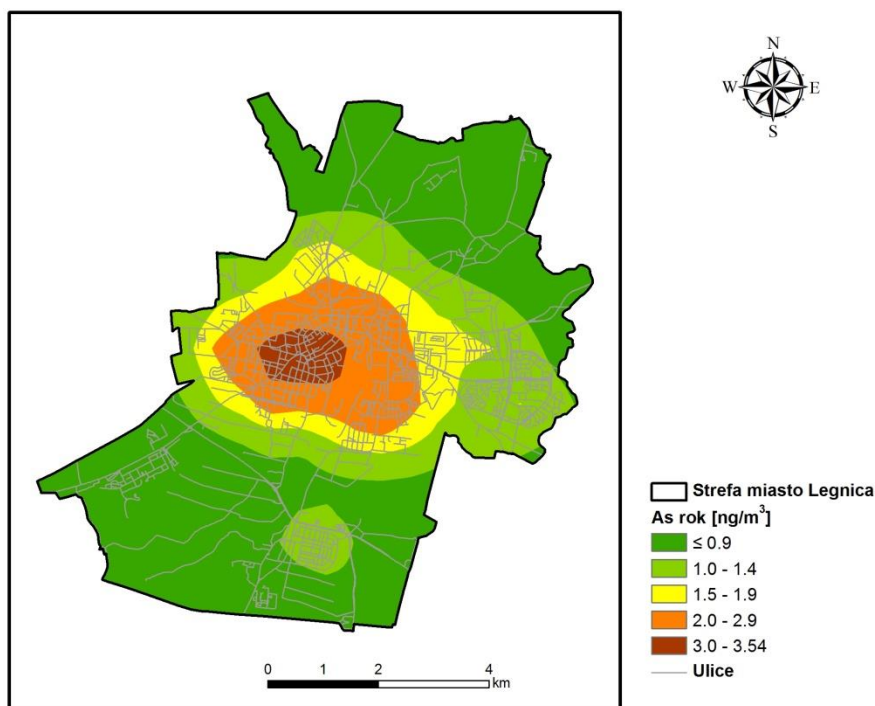 N
W E
S
Strefa miasto Legnica
As rok [ng/m³]
≤ 0.9
1.0 - 1.4
1.5 - 1.9
2.0 - 2.9
3.0 - 3.54
Ulice
0 1 2 4
km